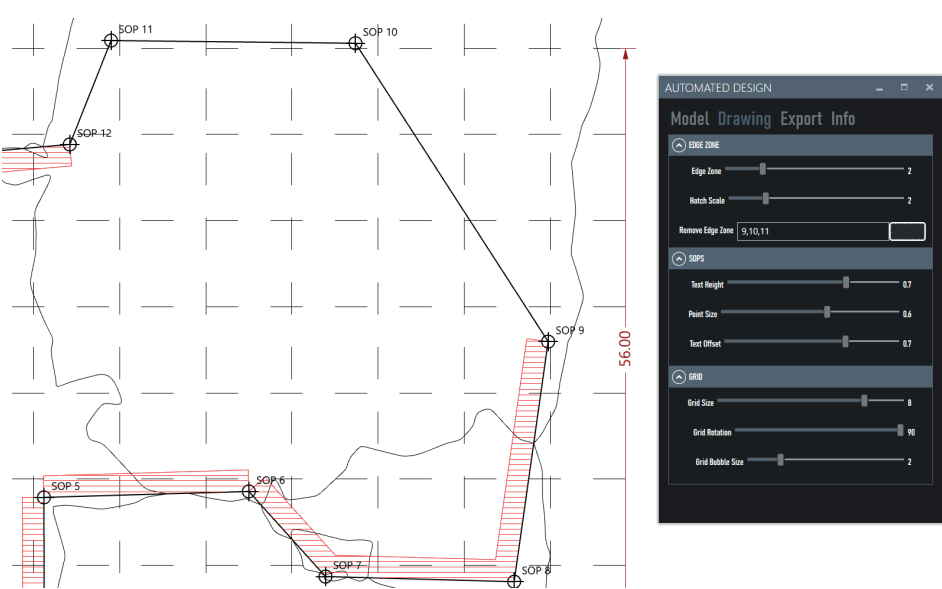 SOP 11
SOP 10
SOP 12
SOP 9
56.00
SOP 5
SOP 6
SOP 7
SOP 8
AUTOMATED DESIGN
Model Drawing Export Info
EDGE ZONE
Edge Zone 2
Hatch Scale 2
Remove Edge Zone 9,10,11
SOPS
Text Height 0.7
Point Size 0.6
Text Offset 0.7
GRID
Grid Size 8
Grid Rotation 90
Grid Bubble Size 2